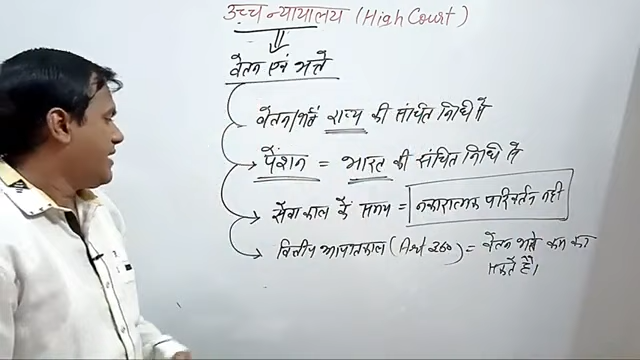 उच्च न्यायालय (High Court)
वेतन एवं भत्ते
वेतन/भत्ते राज्य की संचित निधि से
पेंशन = भारत की संचित निधि से
सेवा काल के समय = नकारात्मक परिवर्तन नहीं
वित्तीय आपातकाल (Art 360) = वेतन भत्ते कम कर
सकते है।